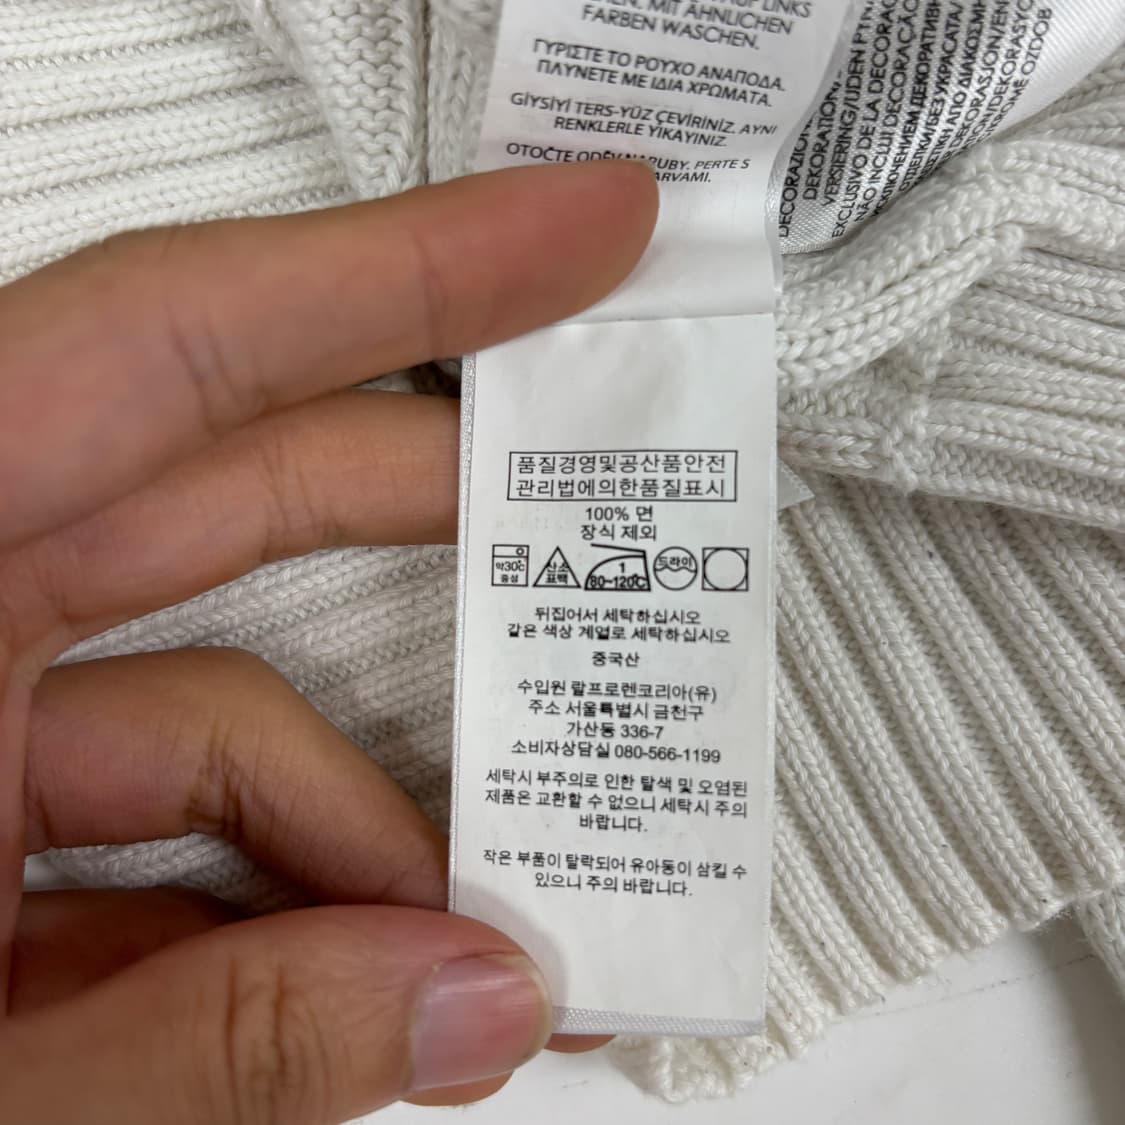 FARBEN WASCHEN.
ΓΥΡΙΣΤΕ ΤΟ ΡΟΥΧΟ ΑΝΑΠΟΔΑ.
ΠΛΥΝΕΤΕ ΜΕ ΙΔΙΑ ΧΡΩΜΑΤΑ.
GİYSİYİ TERS-YÜZ ÇEVİRİNİZ. AYNI
RENKLERLE YIKAYINIZ.
OTOČTE ODĚV NARUBY. PERTE S
품질경영및공산품안전
관리법에의한품질표시
100% 면
장식 제외
약30℃
중성
산소
표백
1
80~120℃
드라이
뒤집어서 세탁하십시오
같은 색상 계열로 세탁하십시오
중국산
수입원 랄프로렌코리아(유)
주소 서울특별시 금천구
가산동 336-7
소비자상담실 080-566-1199
세탁시 부주의로 인한 탈색 및 오염된
제품은 교환할 수 없으니 세탁시 주의
바랍니다.
작은 부품이 탈락되어 유아동이 삼킬 수
있으니 주의 바랍니다.